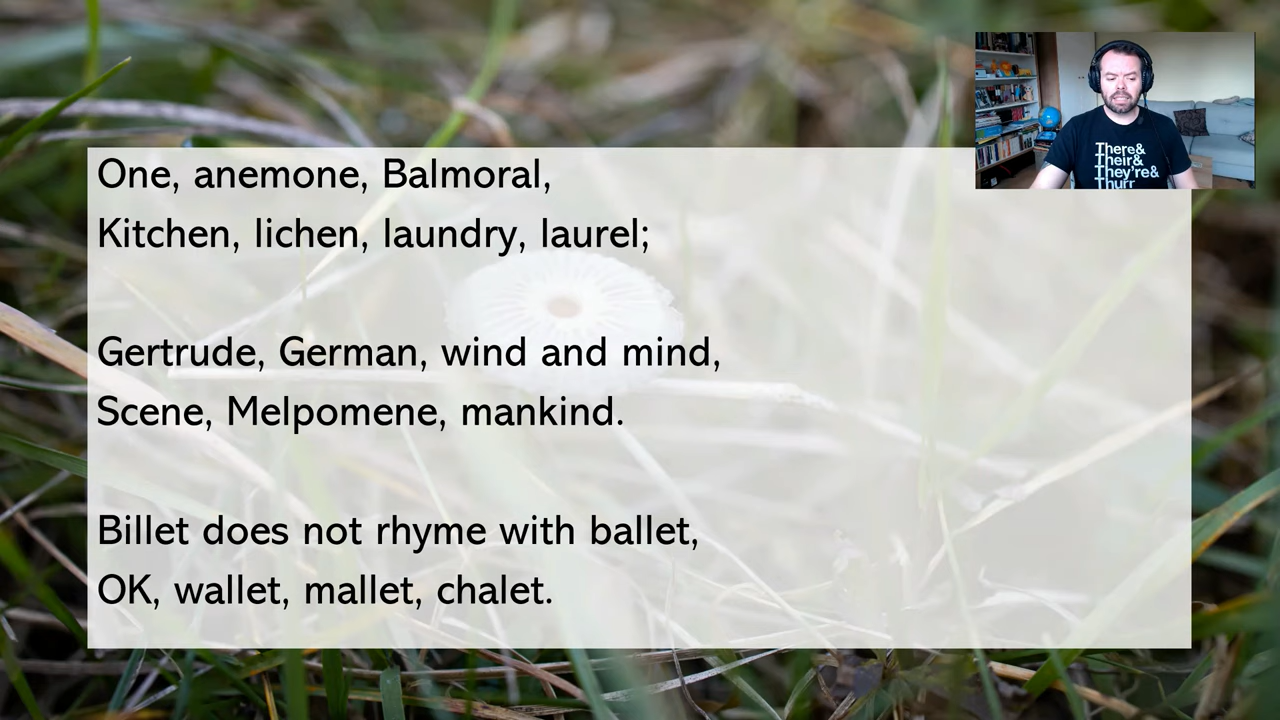 One, anemone, Balmoral,
Kitchen, lichen, laundry, laurel;
Gertrude, German, wind and mind,
Scene, Melpomene, mankind.
Billet does not rhyme with ballet,
OK, wallet, mallet, chalet.
There&
Their&
They're&
Thurr